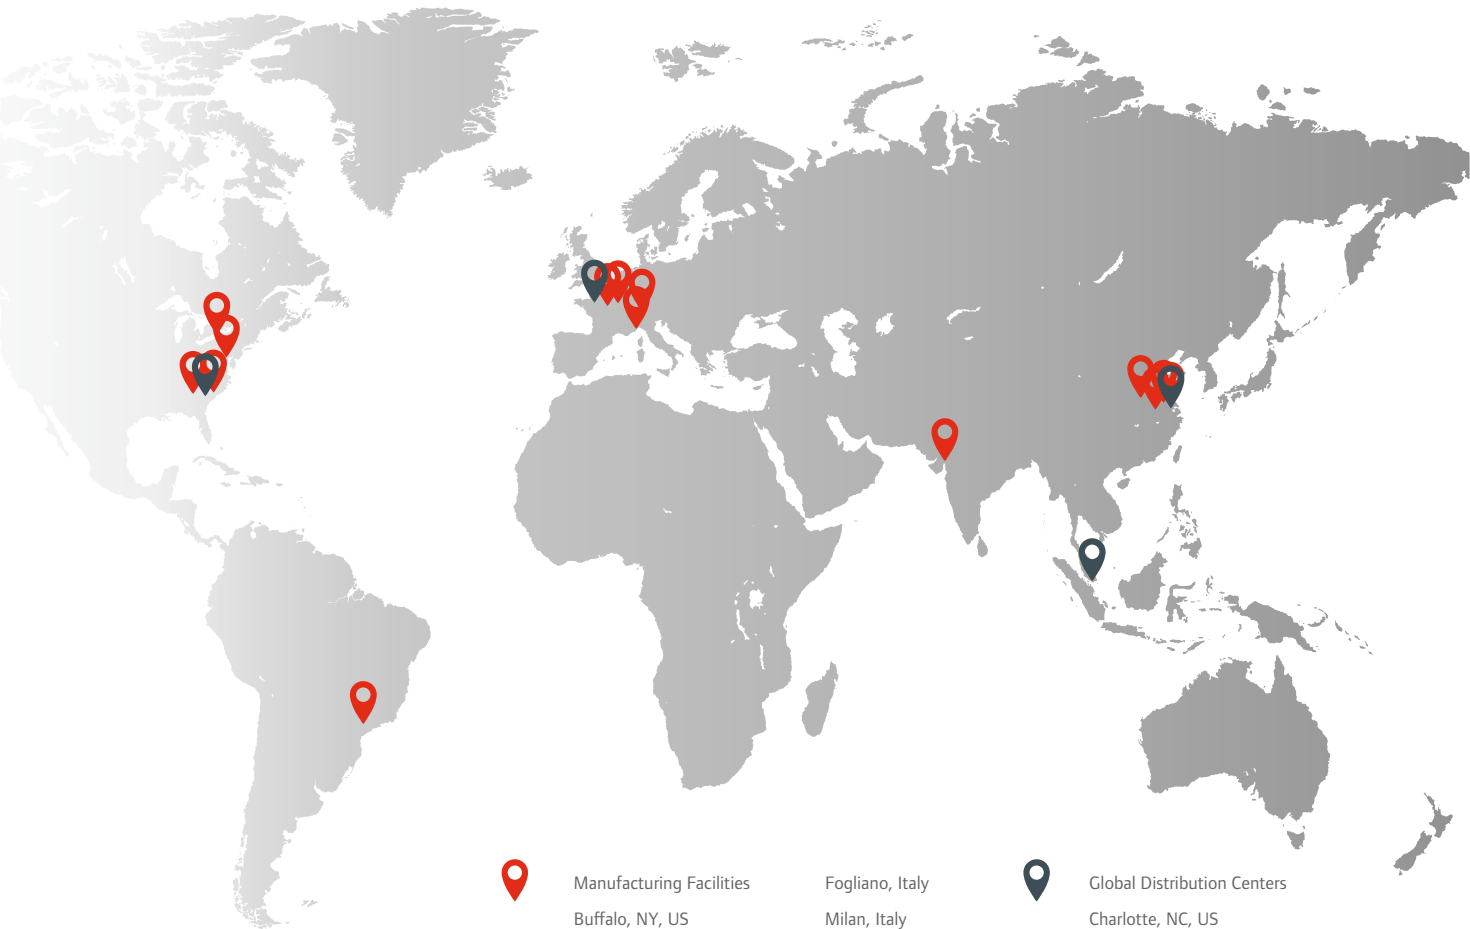 Manufacturing Facilities
Buffalo, NY, US
Fogliano, Italy
Milan, Italy
Global Distribution Centers
Charlotte, NC, US